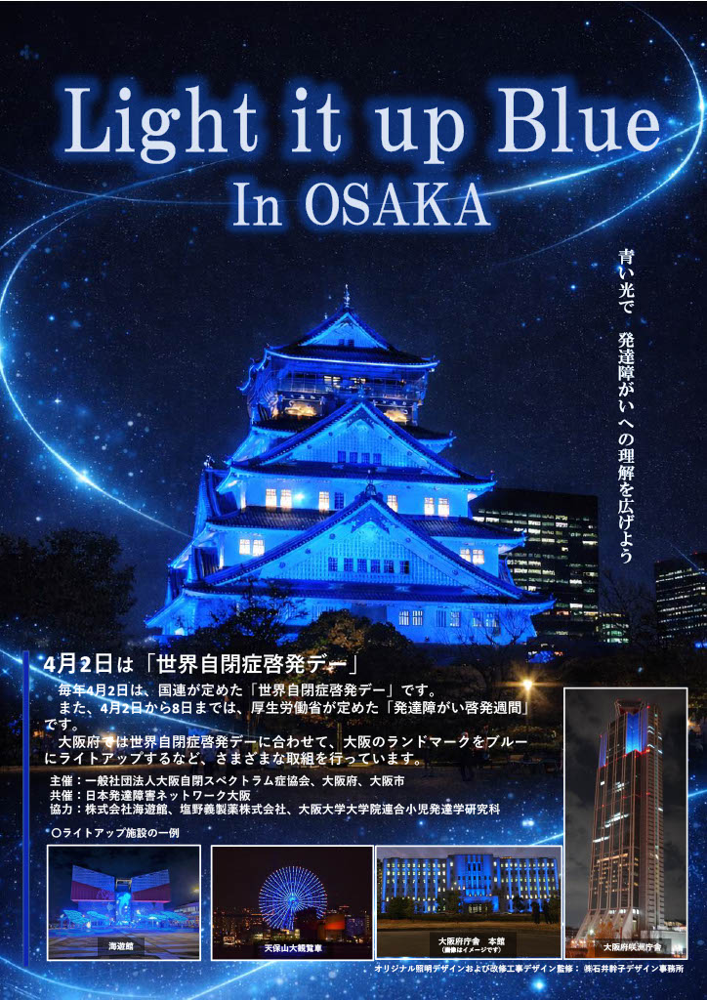 Light it up Blue
In OSAKA
青い光で　発達障がいへの理解を広げよう
4月2日は「世界自閉症啓発デー」
　毎年4月2日は、国連が定めた「世界自閉症啓発デー」です。
　また、4月2日から8日までは、厚生労働省が定めた「発達障がい啓発週間」
です。
　大阪府では世界自閉症啓発デーに合わせて、大阪のランドマークをブルー
にライトアップするなど、さまざまな取組を行っています。
主催：一般社団法人大阪自閉スペクトラム症協会、大阪府、大阪市
共催：日本発達障害ネットワーク大阪
協力：株式会社海遊館、塩野義製薬株式会社、大阪大学大学院連合小児発達学研究科
〇ライトアップ施設の一例
海遊館
天保山大観覧車
大阪府庁舎　本館
（画像はイメージです）
大阪府咲洲庁舎
オリジナル照明デザインおよび改修工事デザイン監修：㈱石井幹子デザイン事務所